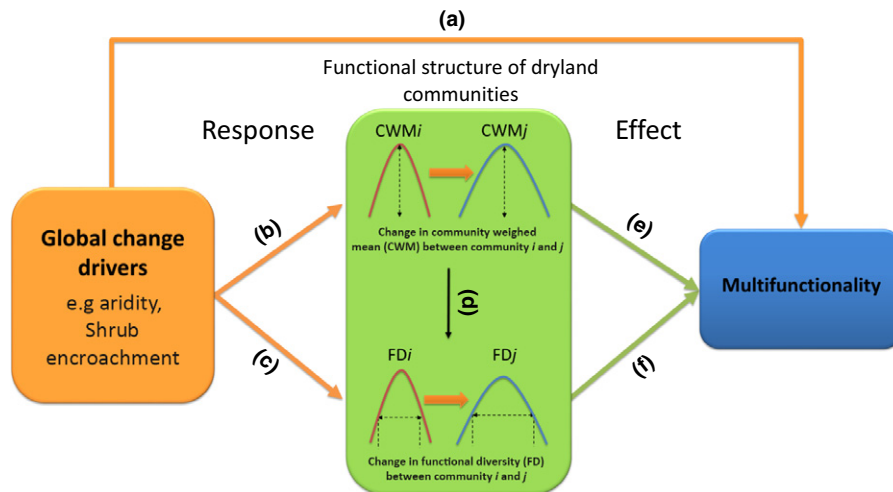 (a)
Functional structure of dryland
communities
Response
Effect
CWMi
CWMj
Change in community weighed
mean (CWM) between community i and j
(b)
(e)
Global change
drivers
e.g aridity,
Shrub
encroachment
(d)
Multifunctionality
(c)
(f)
FDi
FDj
Change in functional diversity (FD)
between community i and j